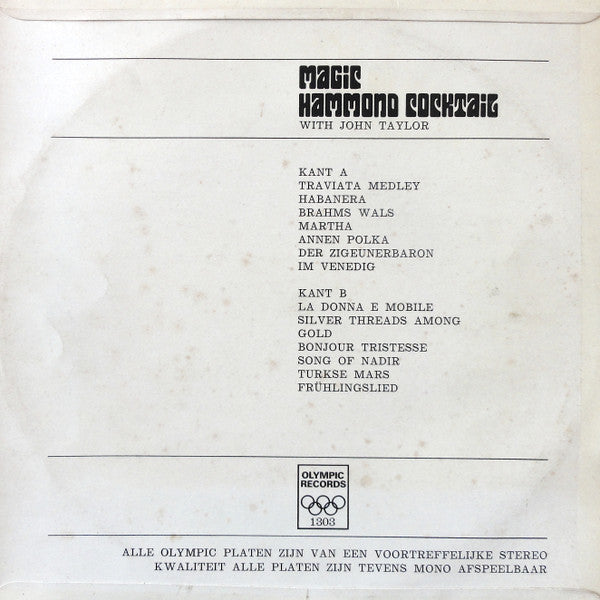 MAGIC
HAMMOND COCKTAIL
WITH JOHN TAYLOR
KANT A
TRAVIATA MEDLEY
HABANERA
BRAHMS WALS
MARTHA
ANNEN POLKA
DER ZIGEUNERBARON
IM VENEDIG
KANT B
LA DONNA E MOBILE
SILVER THREADS AMONG
GOLD
BONJOUR TRISTESSE
SONG OF NADIR
TURKSE MARS
FRÜHLINGSLIED
OLYMPIC
RECORDS
1303
ALLE OLYMPIC PLATEN ZIJN VAN EEN VOORTREFFELIJKE STEREO
KWALITEIT ALLE PLATEN ZIJN TEVENS MONO AFSPEELBAAR